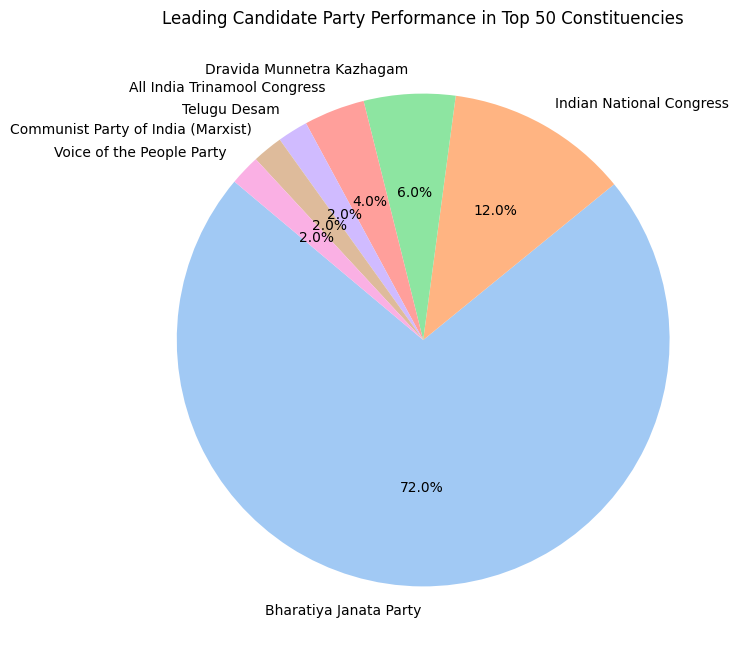 Leading Candidate Party Performance in Top 50 Constituencies
Dravida Munnetra Kazhagam
All India Trinamool Congress
Indian National Congress
Telugu Desam
Communist Party of India (Marxist)
Voice of the People Party
6.0%
4.0%
12.0%
2.0%
2.0%
2.0%
72.0%
Bharatiya Janata Party